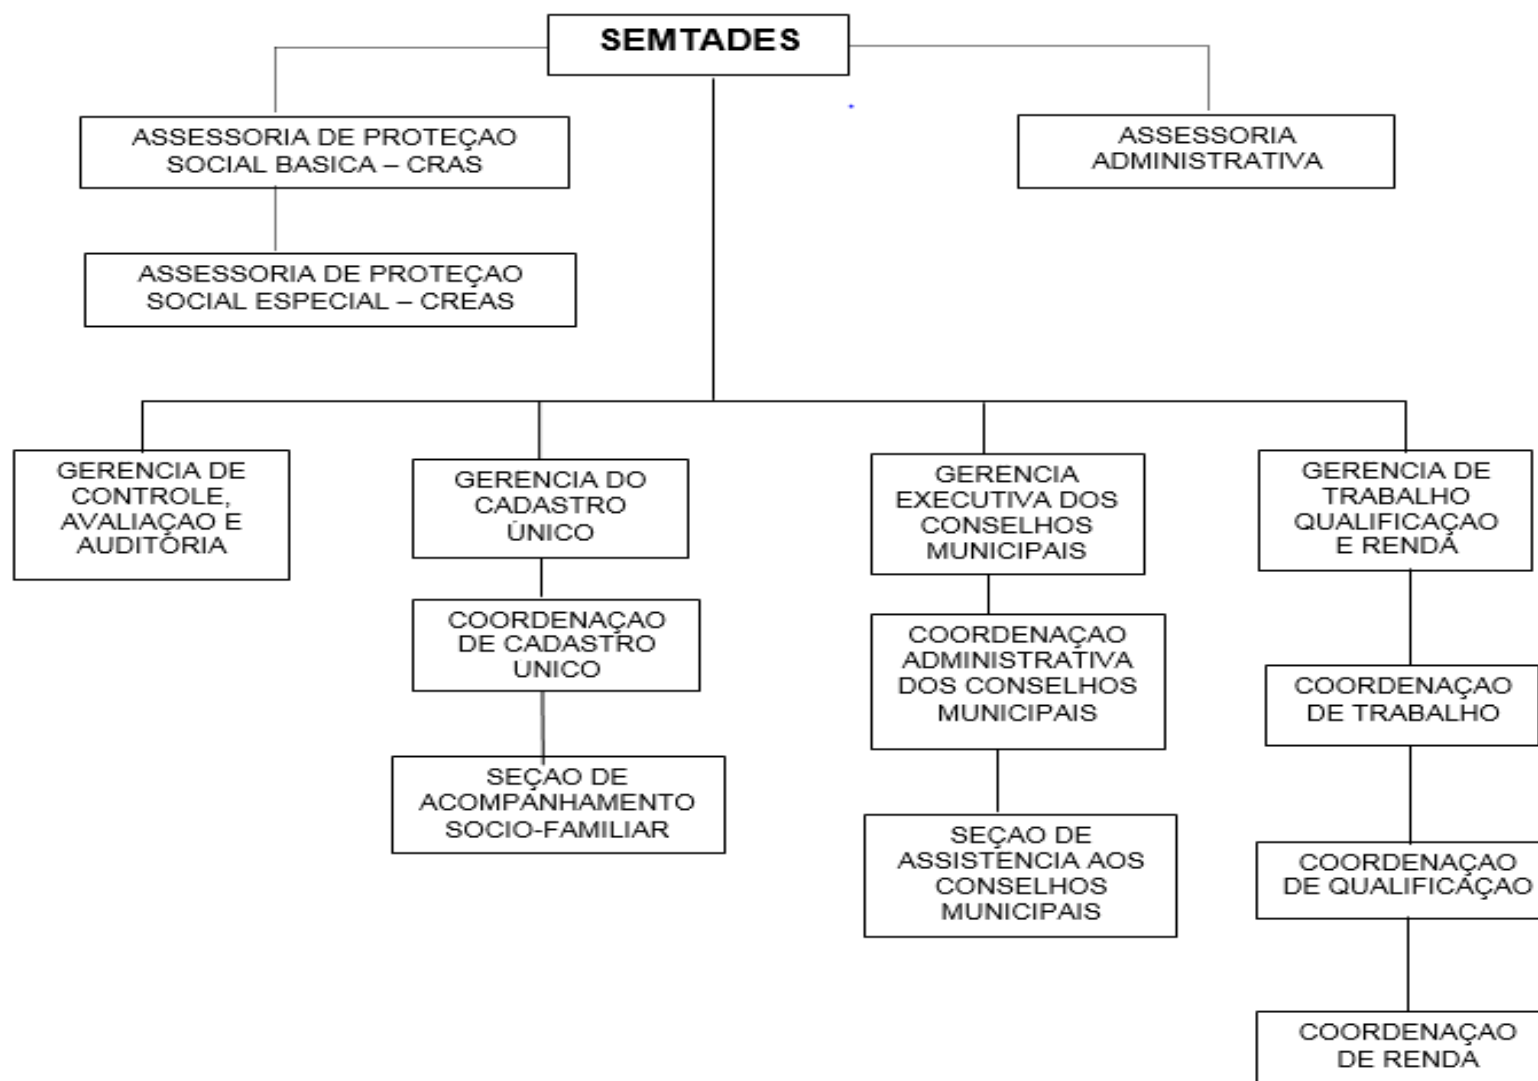 SEMTADES
ASSESSORIA DE PROTEÇAO
SOCIAL BASICA – CRAS
ASSESSORIA
ADMINISTRATIVA
ASSESSORIA DE PROTEÇAO
SOCIAL ESPECIAL – CREAS
GERENCIA DE
CONTROLE,
AVALIAÇAO E
AUDITÓRIA
GERENCIA DO
CADASTRO
ÚNICO
GERENCIA
EXECUTIVA DOS
CONSELHOS
MUNICIPAIS
GERENCIA DE
TRABALHO
QUALIFICAÇAO
E RENDA
COORDENAÇAO
DE CADASTRO
UNICO
COORDENAÇAO
ADMINISTRATIVA
DOS CONSELHOS
MUNICIPAIS
COORDENAÇAO
DE TRABALHO
SEÇAO DE
ACOMPANHAMENTO
SOCIO-FAMILIAR
SEÇAO DE
ASSISTENCIA AOS
CONSELHOS
MUNICIPAIS
COORDENAÇAO
DE QUALIFICAÇAO
COORDENAÇAO
DE RENDA